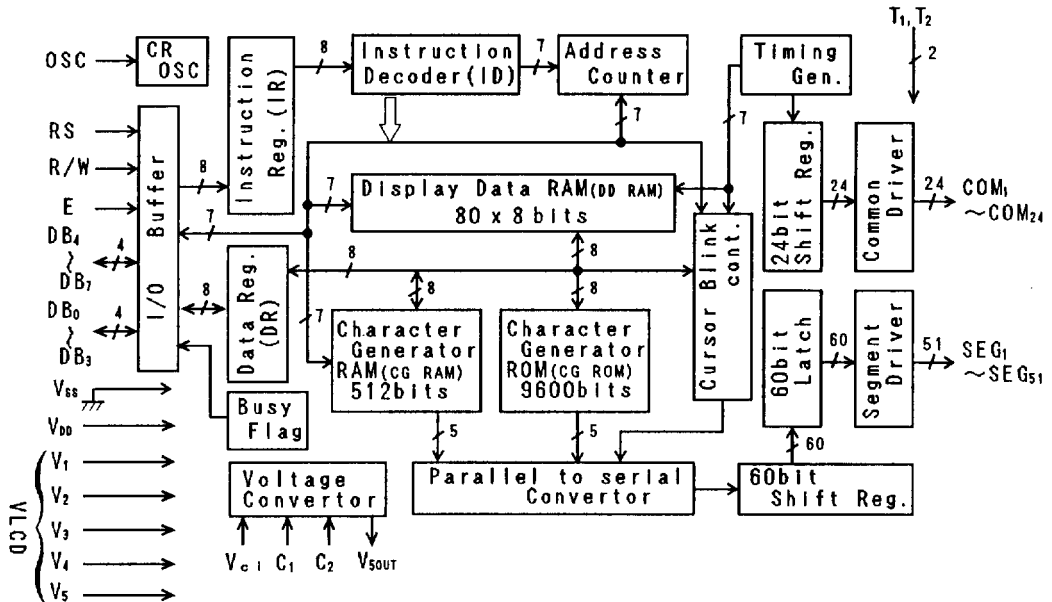 T1, T2
2
OSC
CR
OSC
Instruction
Reg. (IR)
8
Instruction
Decoder(ID)
7
Address
Counter
Timing
Gen.
7
7
RS
R/W
E
DB4
~
DB7
4
DB0
~
DB3
4
I/O Buffer
8
7
8
7
Display Data RAM(DD RAM)
80 x 8bits
8
8
Data Reg.
(DR)
7
8
8
Character
Generator
RAM(CG RAM)
512bits
Character
Generator
ROM(CG ROM)
9600bits
Cursor Blink
cont.
24bit
Shift Reg.
24
Common
Driver
24
COM1
~COM24
60bit
Latch
60
Segment
Driver
51
SEG1
~SEG51
60
Busy
Flag
5
5
Parallel to serial
Convertor
60bit
Shift Reg.
Voltage
Convertor
Vci
C1
C2
V5OUT
VSS
VDD
VLCD
V1
V2
V3
V4
V5